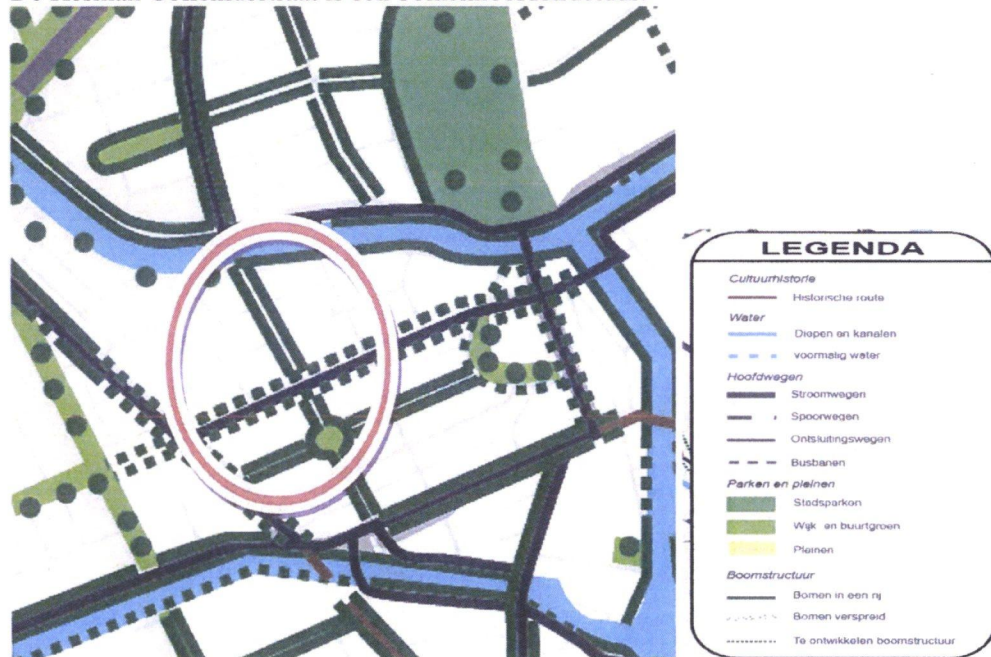 LEGENDA
Cultuurhistorie
Historische route
Water
Diepen en kanalen
voormalig water
Hoofdwegen
Stroomwegen
Spoorwegen
Ontsluitingswegen
Busbanen
Parken en pleinen
Stadsparken
Wijk en buurtgroen
Pleinen
Boomstructuur
Bomen in een rij
Bomen verspreid
Te ontwikkelen boomstructuur